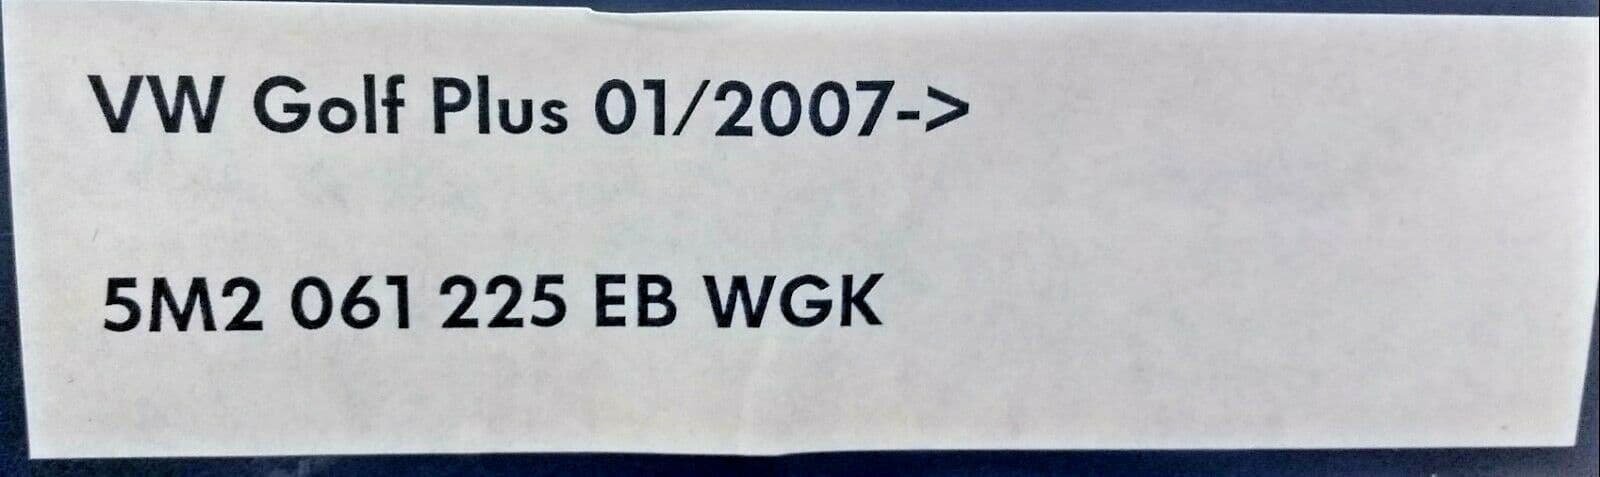 VW Golf Plus 01/2007->
5M2 061 225 EB WGK